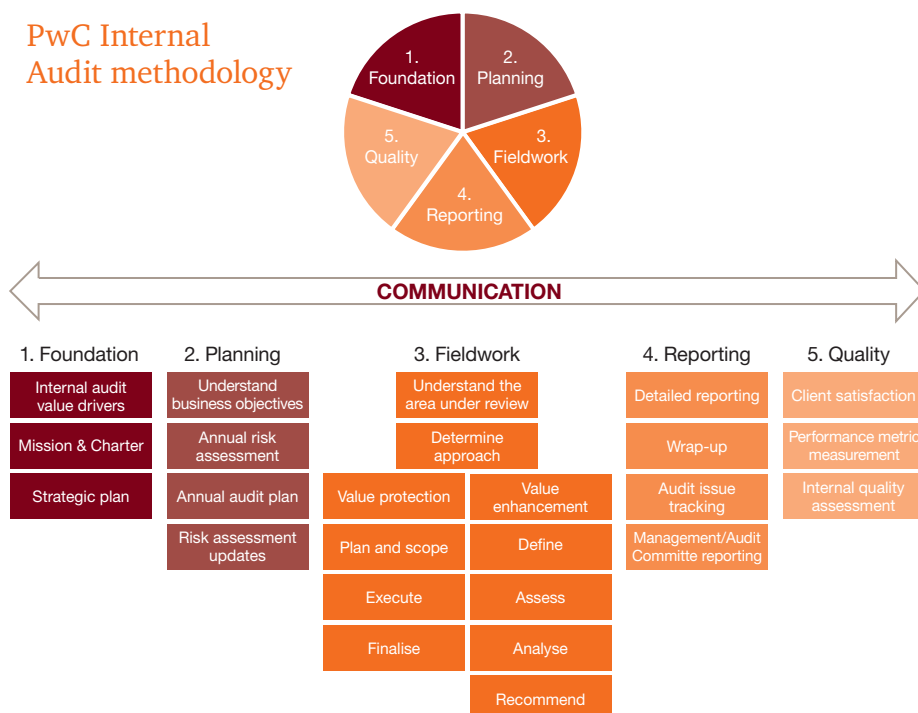 PwC Internal
Audit methodology
1.
Foundation
2.
Planning
3.
Fieldwork
4.
Reporting
5.
Quality
COMMUNICATION
1. Foundation
Internal audit
value drivers
Mission & Charter
Strategic plan
2. Planning
Understand
business objectives
Annual risk
assessment
Annual audit plan
Risk assessment
updates
3. Fieldwork
Understand the
area under review
Determine
approach
Value protection
Plan and scope
Execute
Finalise
Value
enhancement
Define
Assess
Analyse
Recommend
4. Reporting
Detailed reporting
Wrap-up
Audit issue
tracking
Management/Audit
Committe reporting
5. Quality
Client satisfaction
Performance metric
measurement
Internal quality
assessment